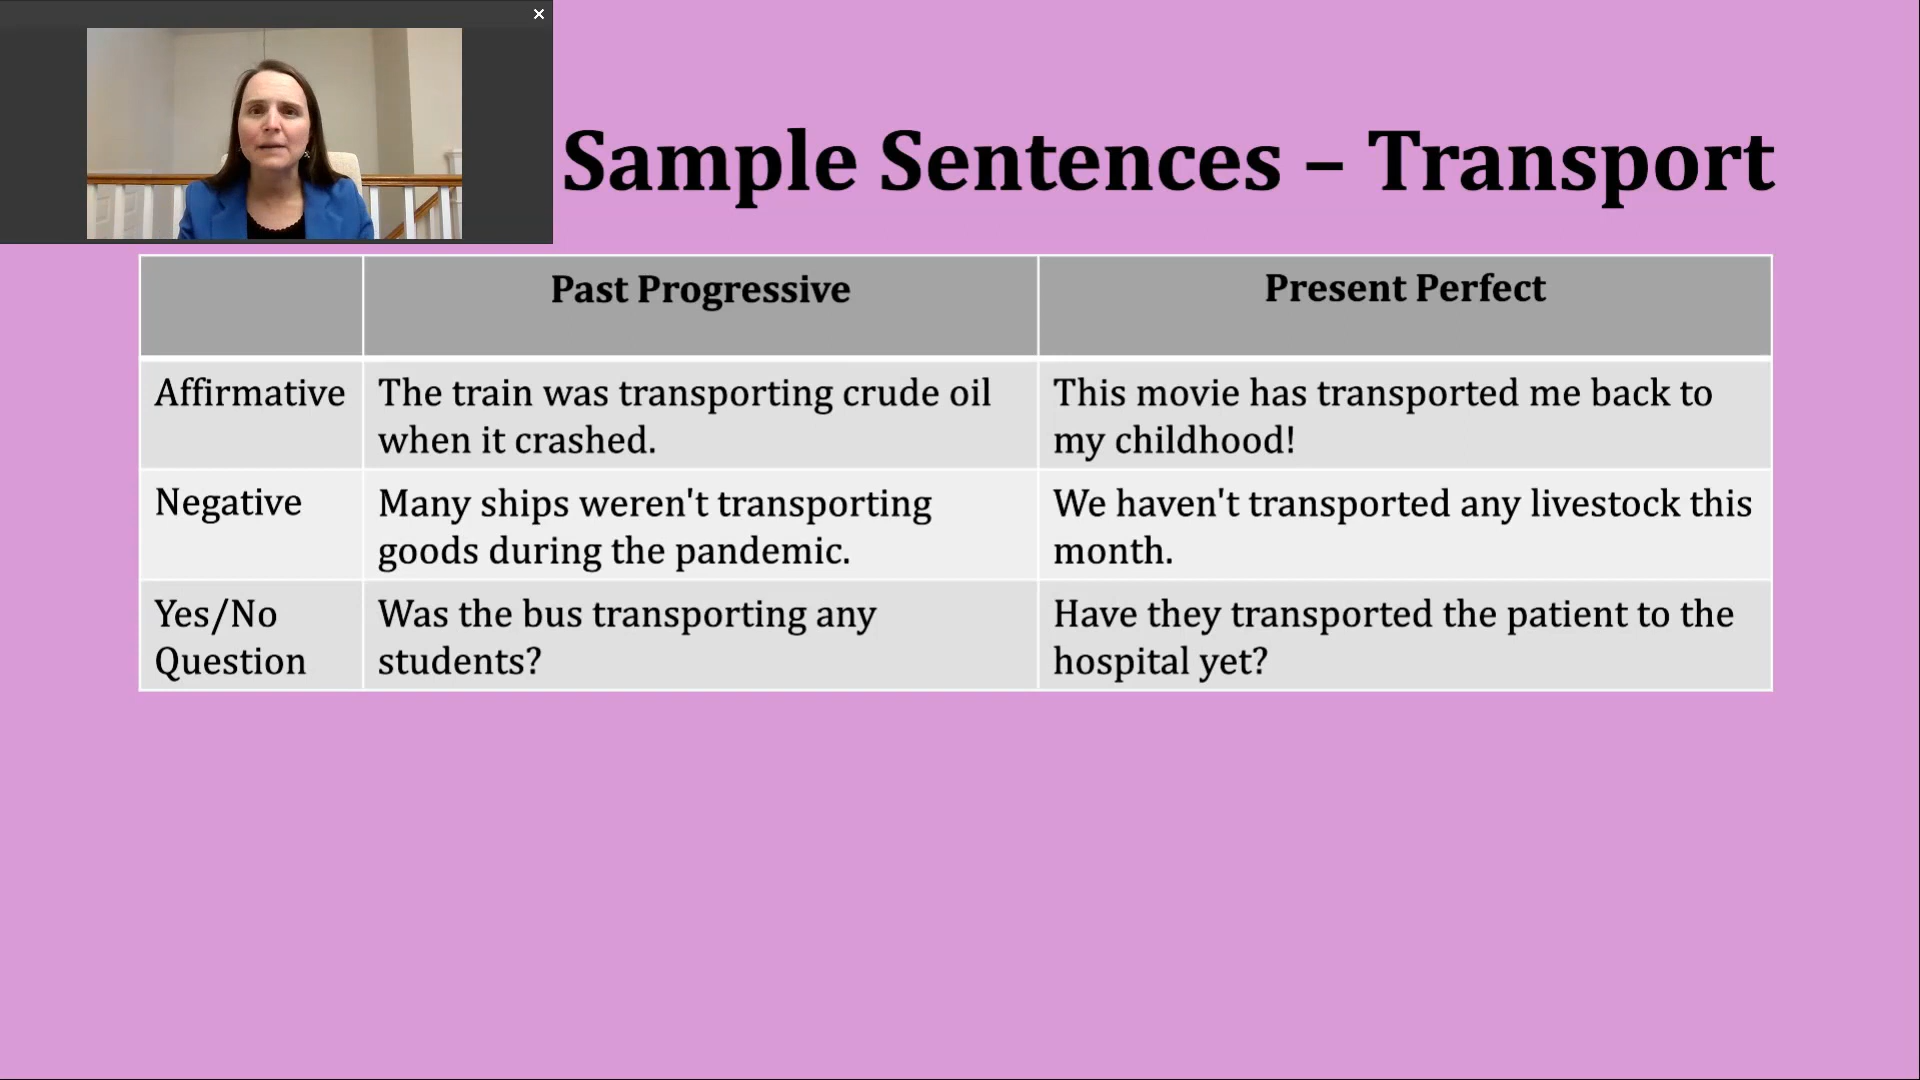 Sample Sentences – Transport
Past Progressive
Present Perfect
Affirmative
The train was transporting crude oil
when it crashed.
This movie has transported me back to
my childhood!
Negative
Many ships weren't transporting
goods during the pandemic.
We haven't transported any livestock this
month.
Yes/No
Question
Was the bus transporting any
students?
Have they transported the patient to the
hospital yet?